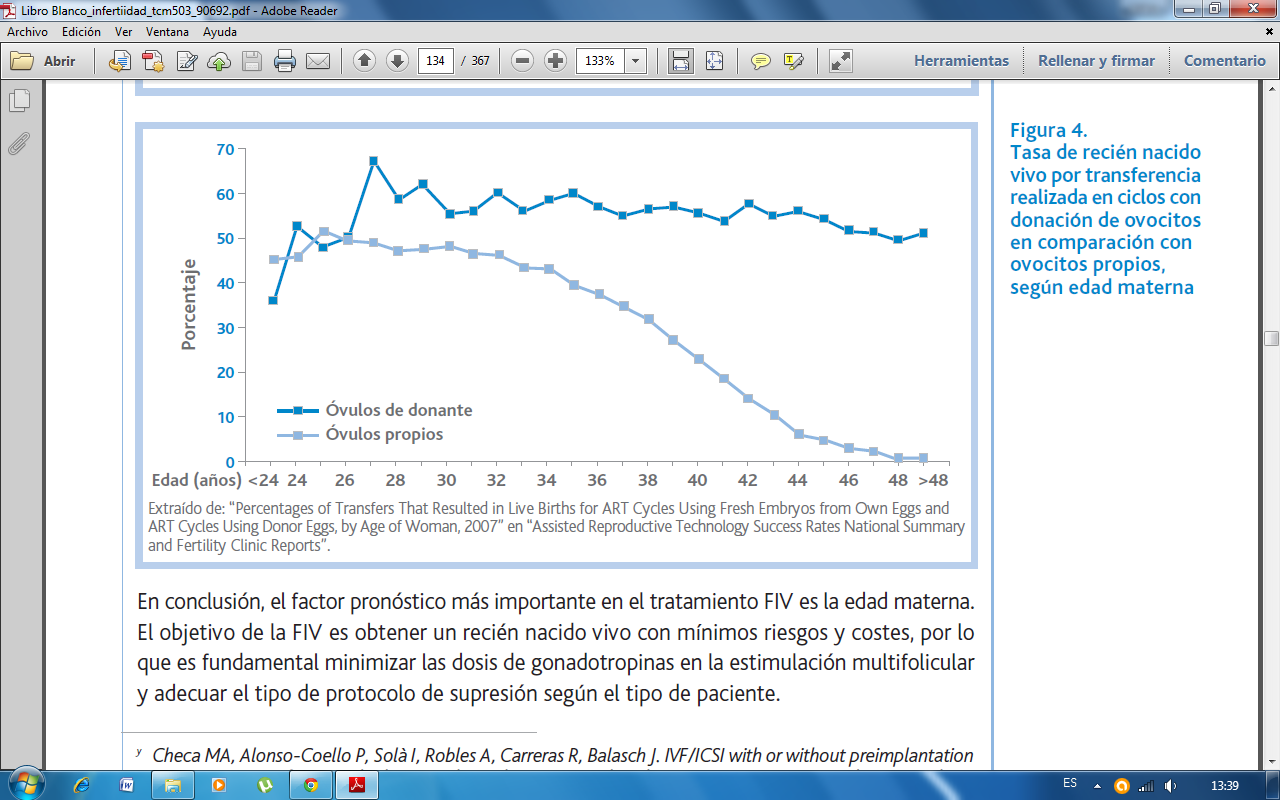 Libro Blanco_infertiidad_tcm503_90692.pdf - Adobe Reader
Archivo Edición Ver Ventana Ayuda
Abrir 134 / 367 133% Herramientas Rellenar y firmar Comentario
Figura 4.
Tasa de recién nacido
vivo por transferencia
realizada en ciclos con
donación de ovocitos
en comparación con
ovocitos propios,
según edad materna
70
60
50
40
30
20
10
0
Porcentaje
Óvulos de donante
Óvulos propios
Edad (años) <24 24 26 28 30 32 34 36 38 40 42 44 46 48 >48
Extraído de: “Percentages of Transfers That Resulted in Live Births for ART Cycles Using Fresh Embryos from Own Eggs and
ART Cycles Using Donor Eggs, by Age of Woman, 2007” en “Assisted Reproductive Technology Success Rates National Summary
and Fertility Clinic Reports”.
En conclusión, el factor pronóstico más importante en el tratamiento FIV es la edad materna.
El objetivo de la FIV es obtener un recién nacido vivo con mínimos riesgos y costes, por lo
que es fundamental minimizar las dosis de gonadotropinas en la estimulación multifolicular
y adecuar el tipo de protocolo de supresión según el tipo de paciente.
y Checa MA, Alonso-Coello P, Solà I, Robles A, Carreras R, Balasch J. IVF/ICSI with or without preimplantation
ES 13:39